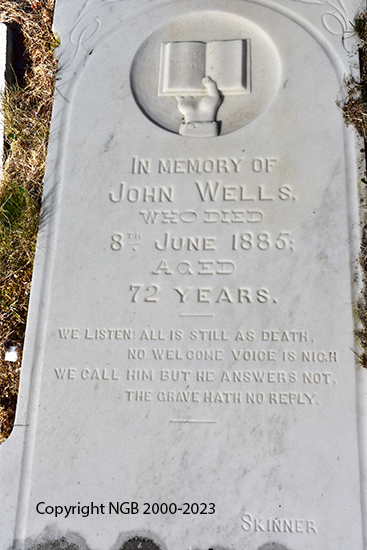 IN MEMORY OF
JOHN WELLS,
WHO DIED
8TH JUNE 1885;
AGED
72 YEARS.
WE LISTEN: ALL IS STILL AS DEATH,
NO WELCOME VOICE IS NIGH
WE CALL HIM BUT HE ANSWERS NOT,
THE GRAVE HATH NO REPLY.
Copyright NGB 2000-2023
SKINNER